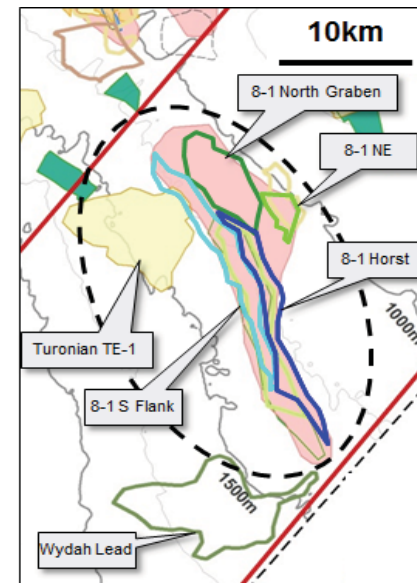 10km
8-1 North Graben
8-1 NE
8-1 Horst
1000m
Turonian TE-1
8-1 S Flank
1500m
Wydah Lead